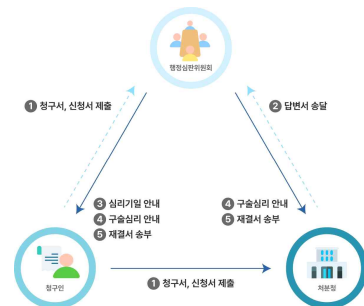 행정심판위원회
1 청구서, 신청서 제출
2 답변서 송달
3 심리기일 안내
4 구술심리 안내
5 재결서 송부
4 구술심리 안내
5 재결서 송부
청구인
1 청구서, 신청서 제출
처분청